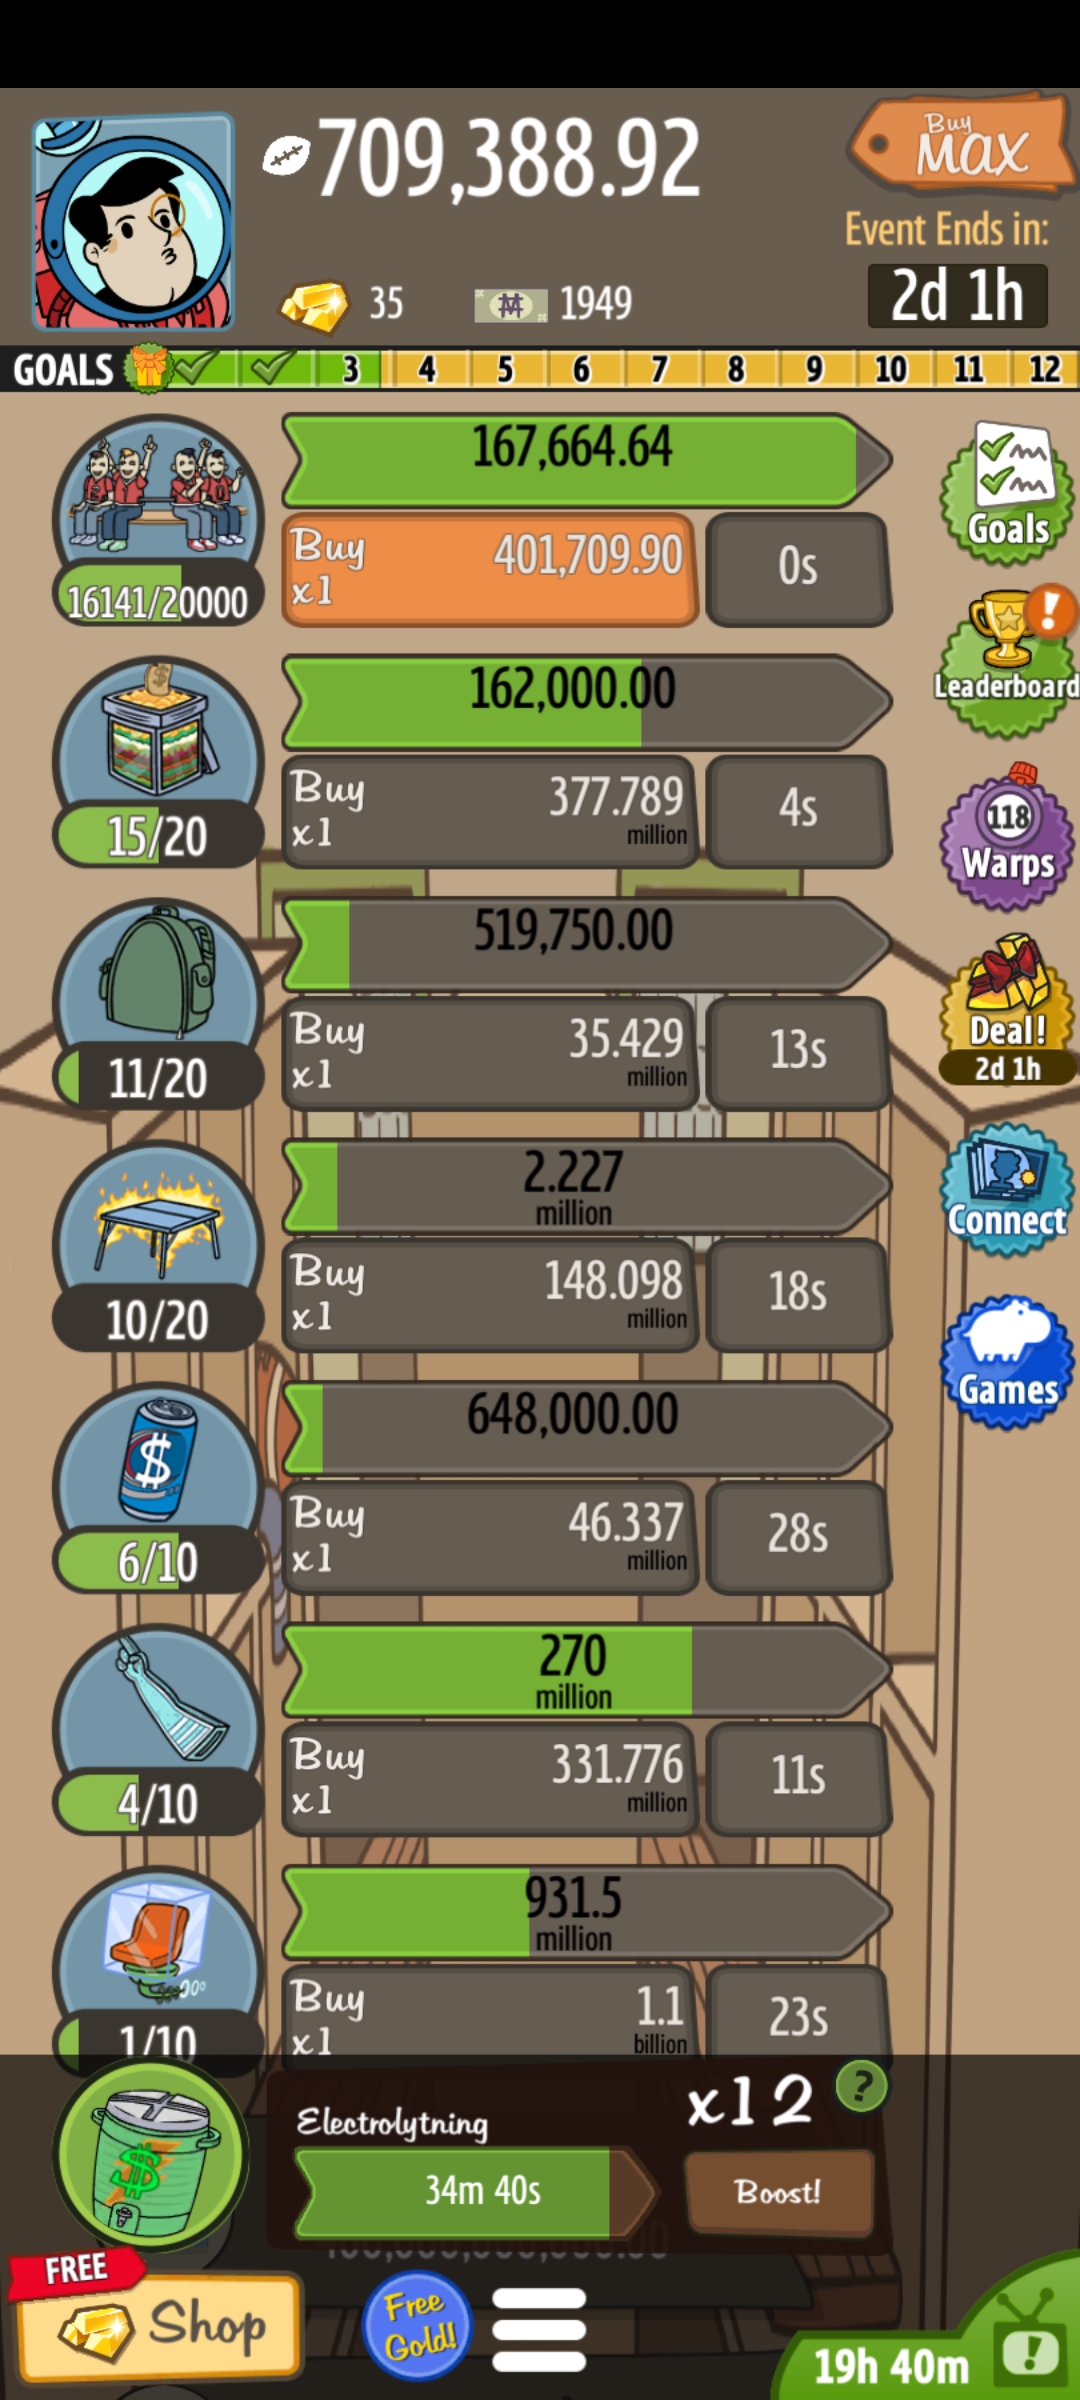 709,388.92
Buy
MAX
Event Ends in:
35
1949
2d 1h
GOALS 3 4 5 6 7 8 9 10 11 12
167,664.64
Buy
x1
401,709.90
0s
16141/20000
Goals
162,000.00
Buy
x1
377.789
million
4s
15/20
Leaderboard
118
Warps
519,750.00
Buy
x1
35.429
million
13s
11/20
Deal!
2d 1h
2.227
million
Buy
x1
148.098
million
18s
10/20
Connect
648,000.00
Buy
x1
46.337
million
28s
6/10
Games
270
million
Buy
x1
331.776
million
11s
4/10
931.5
million
Buy
x1
1.1
billion
23s
1/10
Electrolytning
x12
?
34m 40s
Boost!
FREE
Shop
Free
Gold!
19h 40m